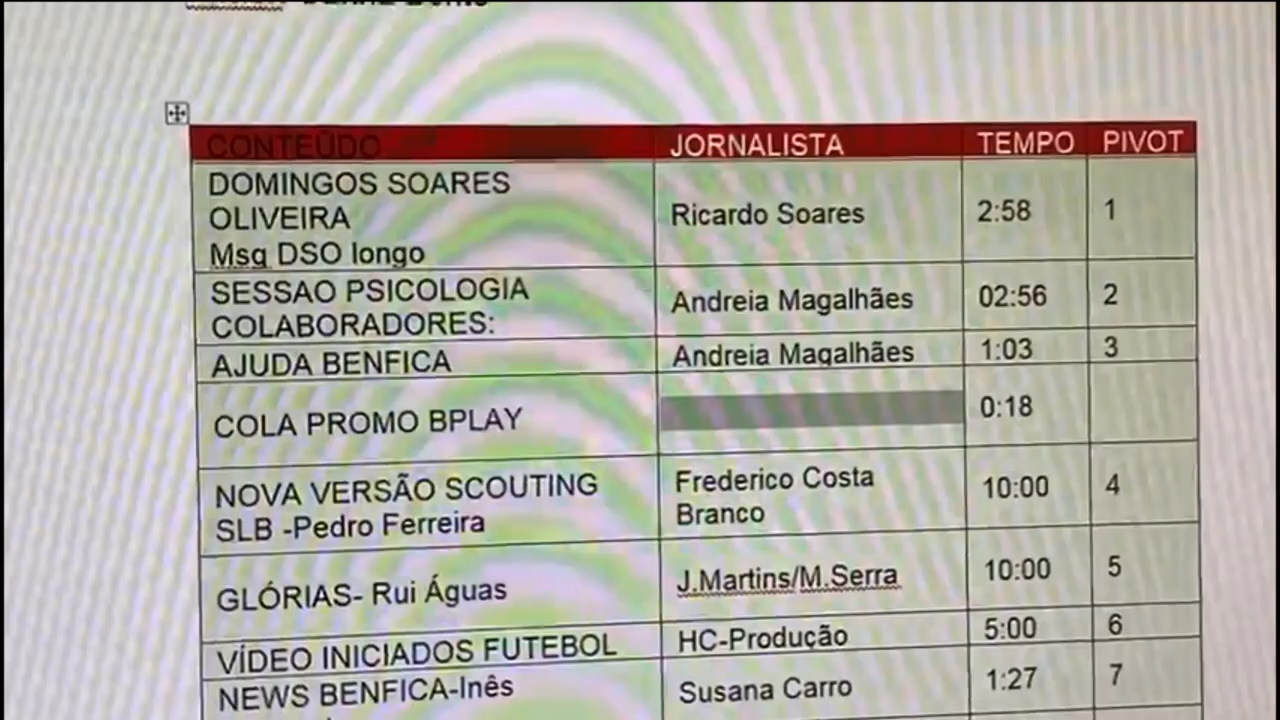 CONTEÚDO JORNALISTA TEMPO PIVOT
DOMINGOS SOARES
OLIVEIRA
Msg DSO longo
Ricardo Soares 2:58 1
SESSAO PSICOLOGIA
COLABORADORES:
Andreia Magalhães 02:56 2
AJUDA BENFICA Andreia Magalhães 1:03 3
COLA PROMO BPLAY 0:18
NOVA VERSÃO SCOUTING
SLB -Pedro Ferreira
Frederico Costa
Branco
10:00 4
GLÓRIAS- Rui Águas J.Martins/M.Serra 10:00 5
VÍDEO INICIADOS FUTEBOL HC-Produção 5:00 6
NEWS BENFICA-Inês Susana Carro 1:27 7